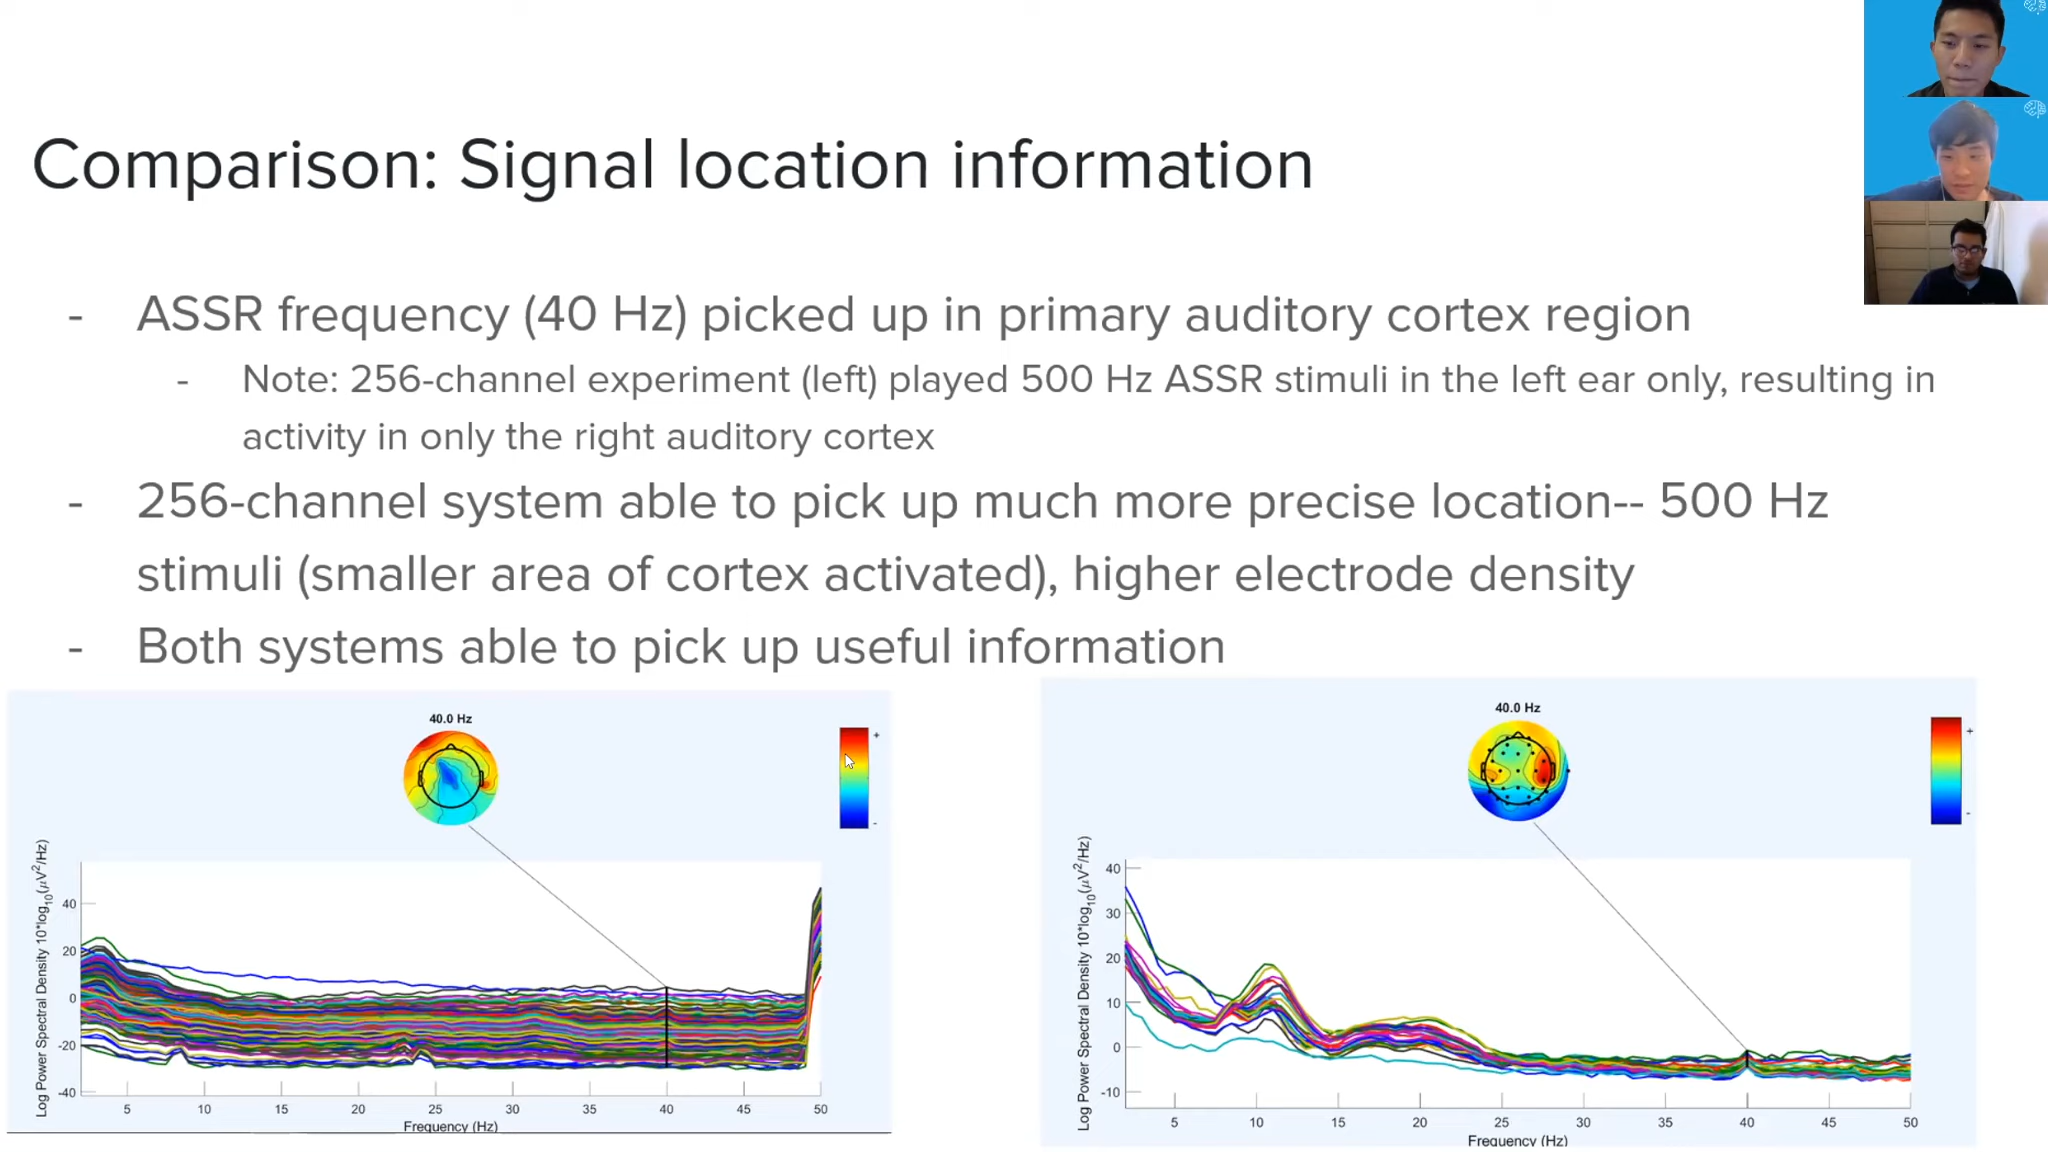 Comparison: Signal location information
- ASSR frequency (40 Hz) picked up in primary auditory cortex region
- Note: 256-channel experiment (left) played 500 Hz ASSR stimuli in the left ear only, resulting in
activity in only the right auditory cortex
- 256-channel system able to pick up much more precise location-- 500 Hz
stimuli (smaller area of cortex activated), higher electrode density
- Both systems able to pick up useful information
40.0 Hz
+
-
Log Power Spectral Density 10*log10(μV2/Hz)
40
20
0
-20
-40
5 10 15 20 25 30 35 40 45 50
Frequency (Hz)
40.0 Hz
+
-
Log Power Spectral Density 10*log10(μV2/Hz)
40
30
20
10
0
-10
5 10 15 20 25 30 35 40 45 50
Frequency (Hz)